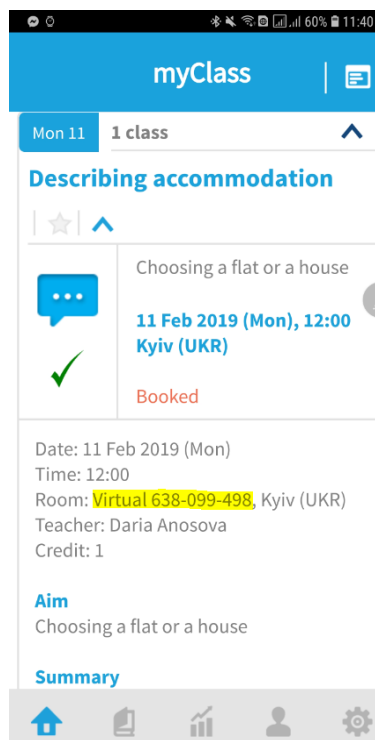 60% 11:40
myClass
Mon 11 1 class
Describing accommodation
Choosing a flat or a house
11 Feb 2019 (Mon), 12:00
Kyiv (UKR)
Booked
Date: 11 Feb 2019 (Mon)
Time: 12:00
Room: Virtual 638-099-498, Kyiv (UKR)
Teacher: Daria Anosova
Credit: 1
Aim
Choosing a flat or a house
Summary